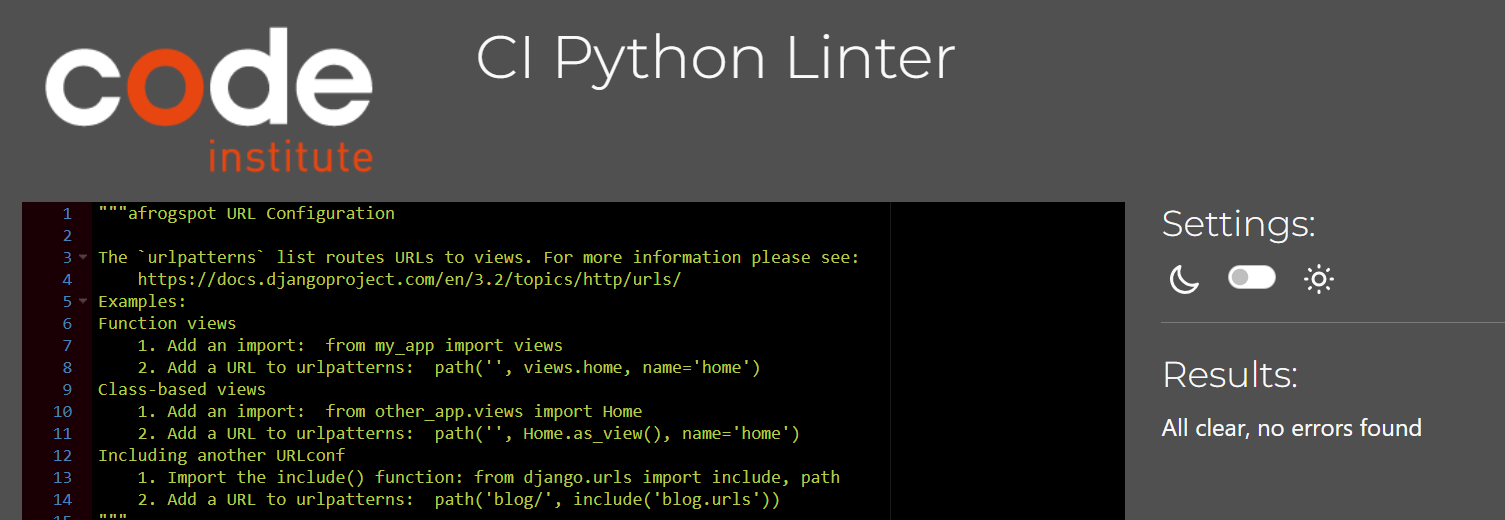 code
institute
CI Python Linter
1 """afrogspot URL Configuration
2
3 The `urlpatterns` list routes URLs to views. For more information please see:
4     https://docs.djangoproject.com/en/3.2/topics/http/urls/
5 Examples:
6 Function views
7     1. Add an import:  from my_app import views
8     2. Add a URL to urlpatterns:  path('', views.home, name='home')
9 Class-based views
10     1. Add an import:  from other_app.views import Home
11     2. Add a URL to urlpatterns:  path('', Home.as_view(), name='home')
12 Including another URLconf
13     1. Import the include() function: from django.urls import include, path
14     2. Add a URL to urlpatterns:  path('blog/', include('blog.urls'))
15 """
Settings:
Results:
All clear, no errors found